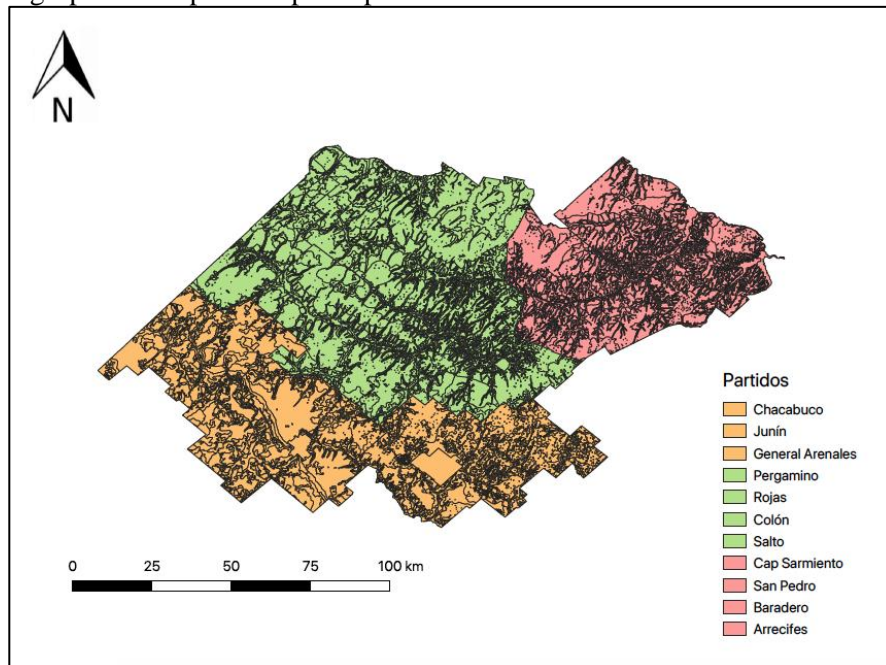 N
Partidos
Chacabuco
Junín
General Arenales
Pergamino
Rojas
Colón
Salto
Cap Sarmiento
San Pedro
Baradero
Arrecifes
0 25 50 75 100 km